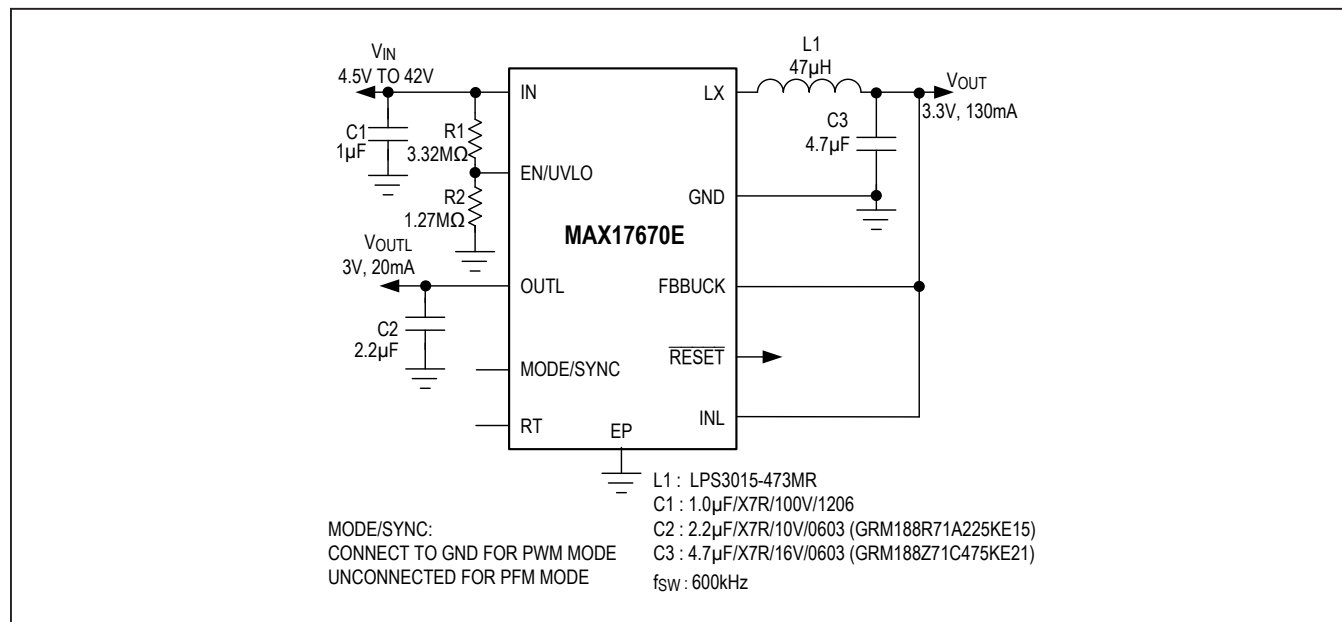 VIN
4.5V TO 42V
C1
1µF
R1
3.32MΩ
R2
1.27MΩ
VOUTL
3V, 20mA
C2
2.2µF
IN
EN/UVLO
OUTL
MODE/SYNC
RT
MAX17670E
EP
LX
GND
FBBUCK
RESET
INL
L1
47µH
C3
4.7µF
VOUT
3.3V, 130mA
MODE/SYNC:
CONNECT TO GND FOR PWM MODE
UNCONNECTED FOR PFM MODE
L1 : LPS3015-473MR
C1 : 1.0µF/X7R/100V/1206
C2 : 2.2µF/X7R/10V/0603 (GRM188R71A225KE15)
C3 : 4.7µF/X7R/16V/0603 (GRM188Z71C475KE21)
fSW : 600kHz